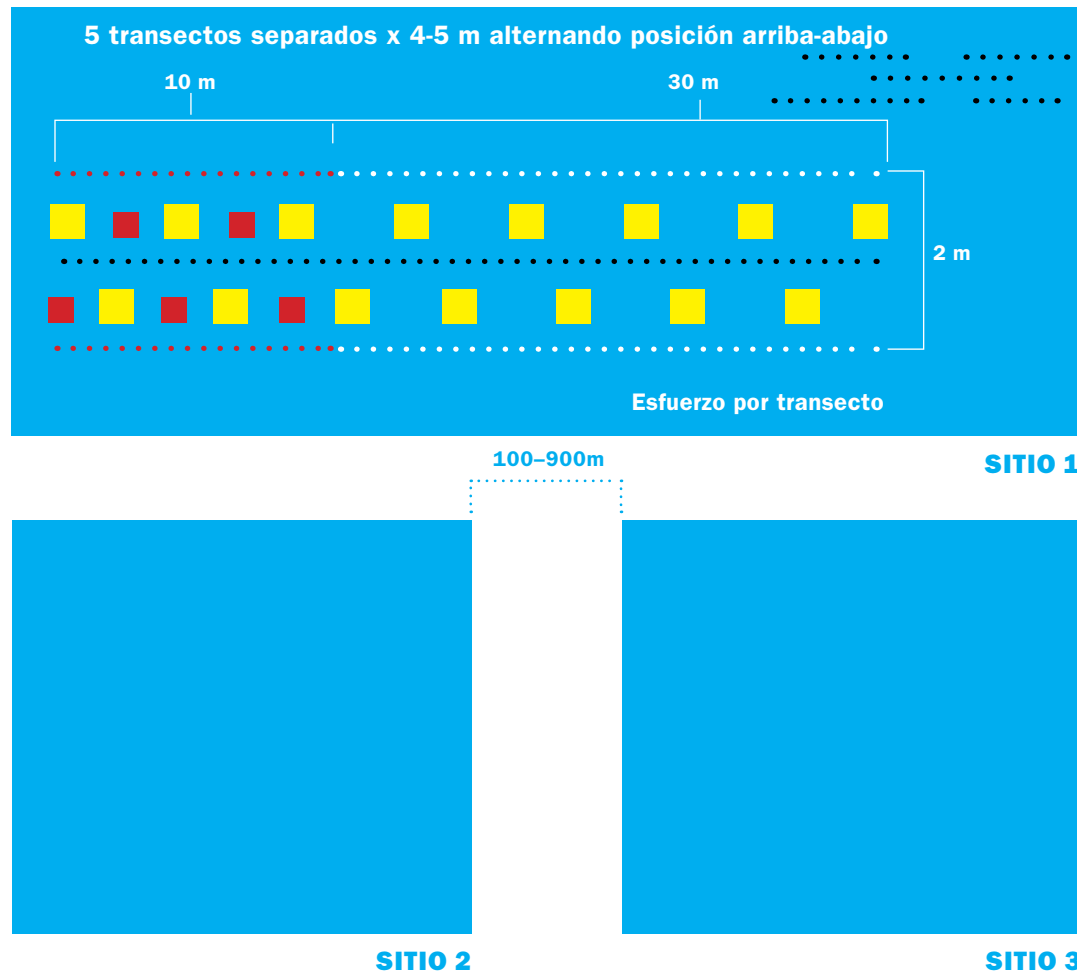 5 transectos separados x 4-5 m alternando posición arriba-abajo
10 m
30 m
2 m
Esfuerzo por transecto
SITIO 1
100–900m
SITIO 2
SITIO 3